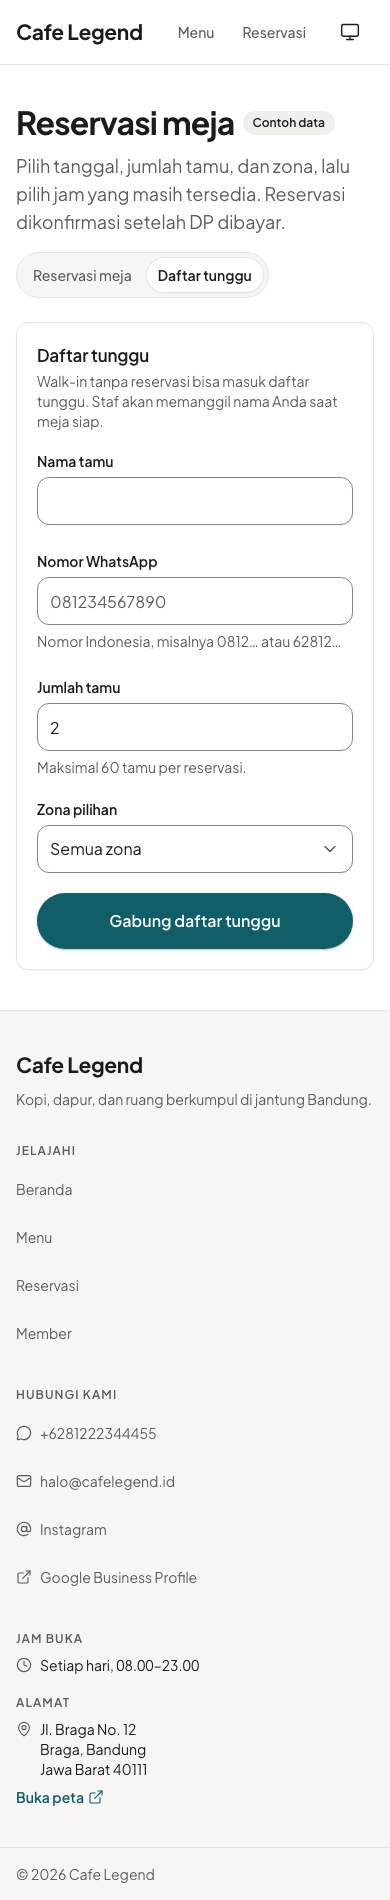 Cafe Legend Menu Reservasi
Reservasi meja Contoh data
Pilih tanggal, jumlah tamu, dan zona, lalu
pilih jam yang masih tersedia. Reservasi
dikonfirmasi setelah DP dibayar.
Reservasi meja Daftar tunggu
Daftar tunggu
Walk-in tanpa reservasi bisa masuk daftar
tunggu. Staf akan memanggil nama Anda saat
meja siap.
Nama tamu
Nomor WhatsApp
081234567890
Nomor Indonesia, misalnya 0812… atau 62812…
Jumlah tamu
2
Maksimal 60 tamu per reservasi.
Zona pilihan
Semua zona
Gabung daftar tunggu
Cafe Legend
Kopi, dapur, dan ruang berkumpul di jantung Bandung.
JELAJAHI
Beranda
Menu
Reservasi
Member
HUBUNGI KAMI
+6281222344455
halo@cafelegend.id
Instagram
Google Business Profile
JAM BUKA
Setiap hari, 08.00–23.00
ALAMAT
Jl. Braga No. 12
Braga, Bandung
Jawa Barat 40111
Buka peta
© 2026 Cafe Legend